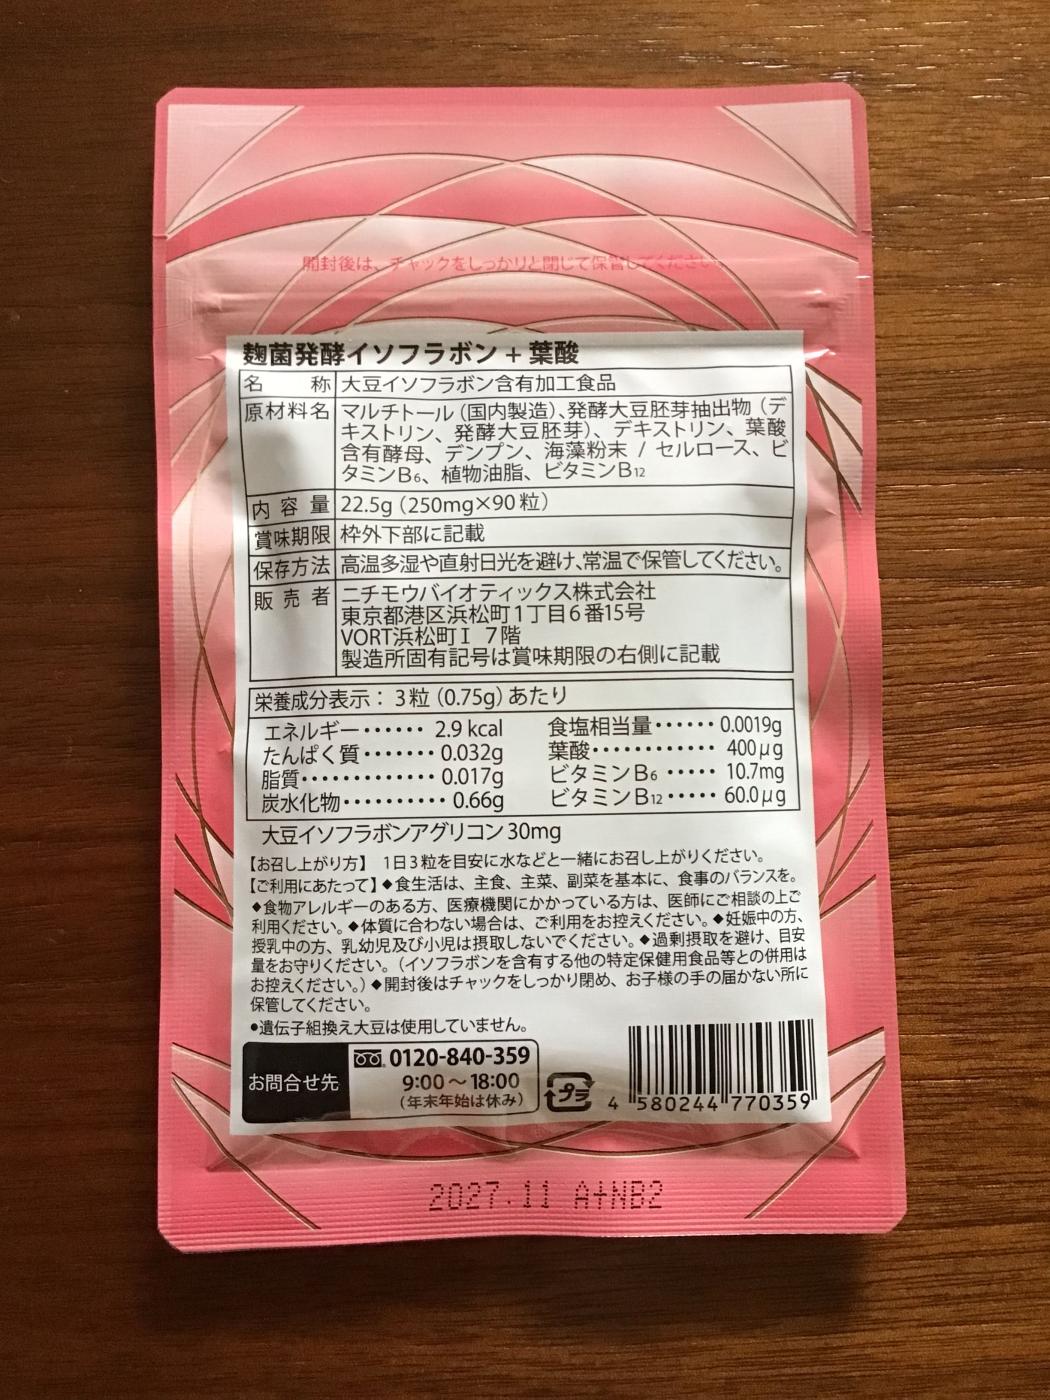 開封後は、チャックをしっかりと閉じて保管してください。
麹菌発酵イソフラボン + 葉酸
名称 大豆イソフラボン含有加工食品
原材料名 マルチトール（国内製造）、発酵大豆胚芽抽出物（デ
キストリン、発酵大豆胚芽）、デキストリン、葉酸
含有酵母、デンプン、海藻粉末 / セルロース、ビ
タミンB6、植物油脂、ビタミンB12
内容量 22.5g（250mg×90粒）
賞味期限 枠外下部に記載
保存方法 高温多湿や直射日光を避け、常温で保管してください。
販売者 ニチモウバイオティックス株式会社
東京都港区浜松町1丁目6番15号
VORT浜松町I 7階
製造所固有記号は賞味期限の右側に記載
栄養成分表示：3粒（0.75g）あたり
エネルギー・・・・・・ 2.9 kcal
たんぱく質・・・・・・・ 0.032g
脂質・・・・・・・・・・・・ 0.017g
炭水化物・・・・・・・・・・ 0.66g
食塩相当量・・・・・・ 0.0019g
葉酸・・・・・・・・・・・・ 400μg
ビタミンB6・・・・・ 10.7mg
ビタミンB12・・・・・ 60.0μg
大豆イソフラボンアグリコン30mg
【お召し上がり方】 1日3粒を目安に水などと一緒にお召し上がりください。
【ご利用にあたって】◆食生活は、主食、主菜、副菜を基本に、食事のバランスを。
◆食物アレルギーのある方、医療機関にかかっている方は、医師にご相談の上ご
利用ください。◆体質に合わない場合は、ご利用をお控えください。◆妊娠中の方、
授乳中の方、乳幼児及び小児は摂取しないでください。◆過剰摂取を避け、目安
量をお守りください。（イソフラボンを含有する他の特定保健用食品等との併用は
お控えください。）◆開封後はチャックをしっかり閉め、お子様の手の届かない所に
保管してください。
●遺伝子組換え大豆は使用していません。
お問合せ先
0120-840-359
9:00～18:00
（年末年始は休み）
プラ
4 580244 770359
2027.11 A+NB2